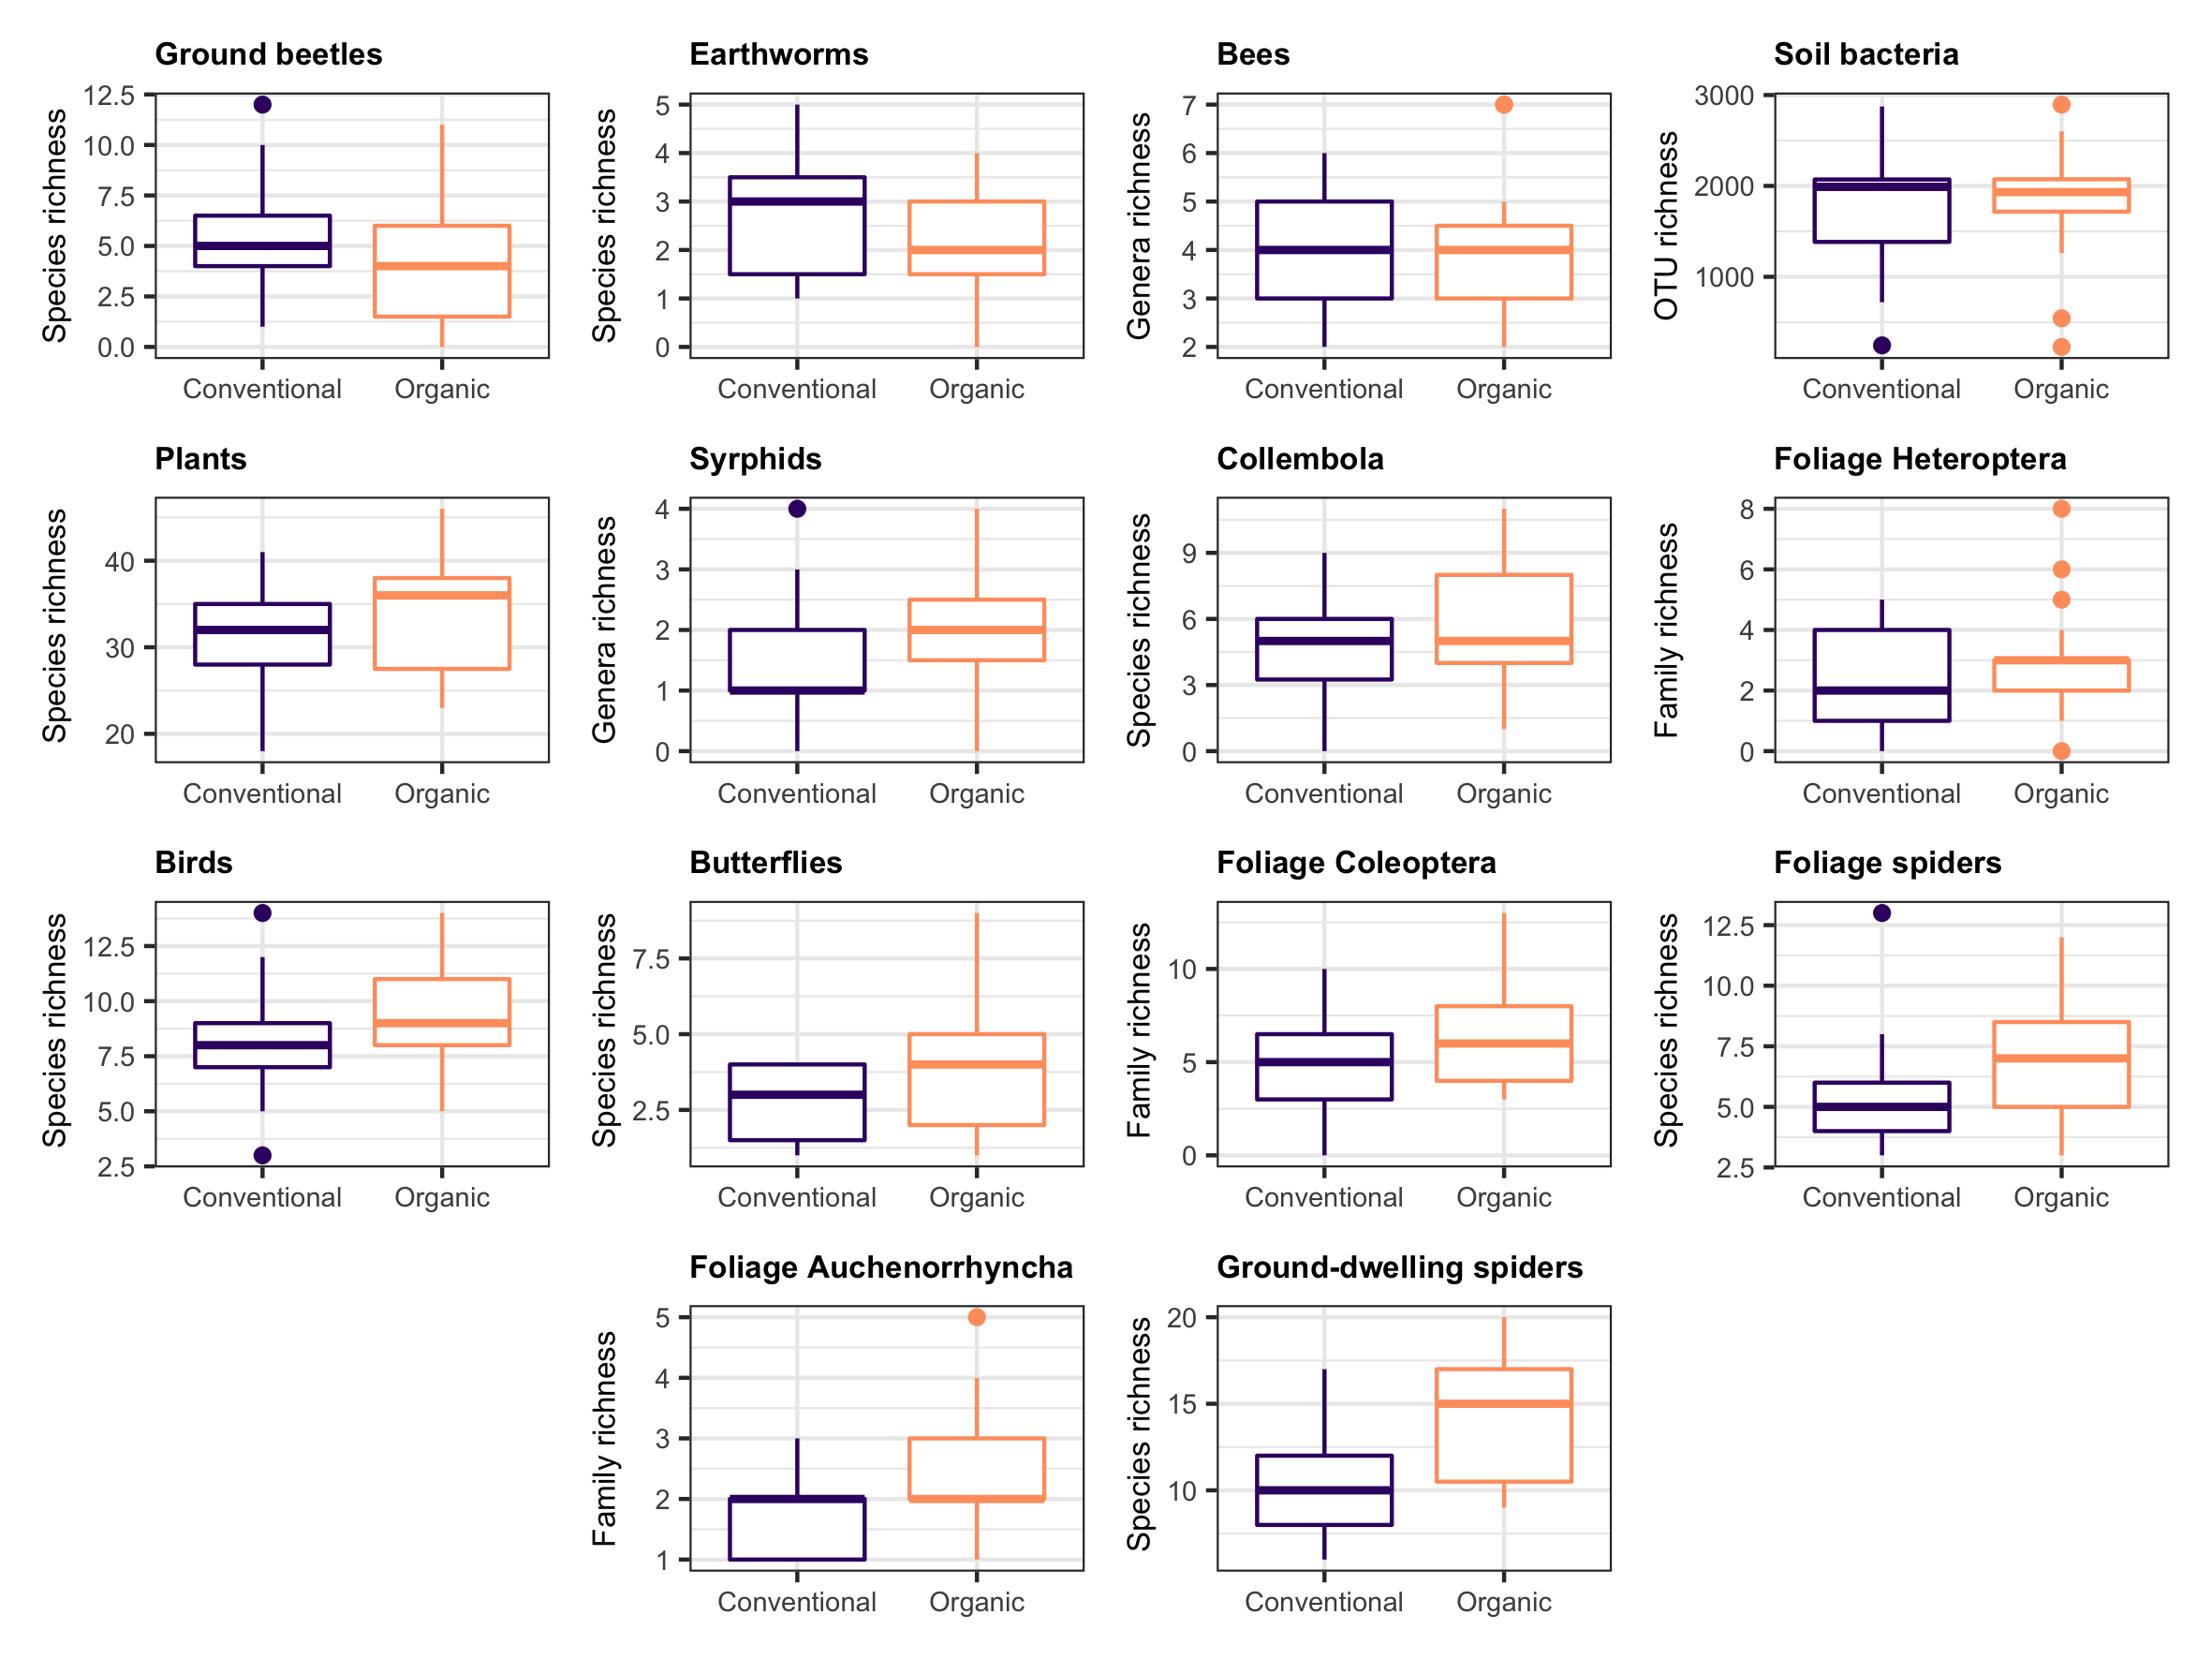 Ground beetles
Species richness
12.5
10.0
7.5
5.0
2.5
0.0
Conventional Organic
Earthworms
Species richness
5
4
3
2
1
0
Conventional Organic
Bees
Genera richness
7
6
5
4
3
2
Conventional Organic
Soil bacteria
OTU richness
3000
2000
1000
Conventional Organic
Plants
Species richness
40
30
20
Conventional Organic
Syrphids
Genera richness
4
3
2
1
0
Conventional Organic
Collembola
Species richness
9
6
3
0
Conventional Organic
Foliage Heteroptera
Family richness
8
6
4
2
0
Conventional Organic
Birds
Species richness
12.5
10.0
7.5
5.0
2.5
Conventional Organic
Butterflies
Species richness
7.5
5.0
2.5
Conventional Organic
Foliage Coleoptera
Family richness
10
5
0
Conventional Organic
Foliage spiders
Species richness
12.5
10.0
7.5
5.0
2.5
Conventional Organic
Foliage Auchenorrhyncha
Family richness
5
4
3
2
1
Conventional Organic
Ground-dwelling spiders
Species richness
20
15
10
Conventional Organic